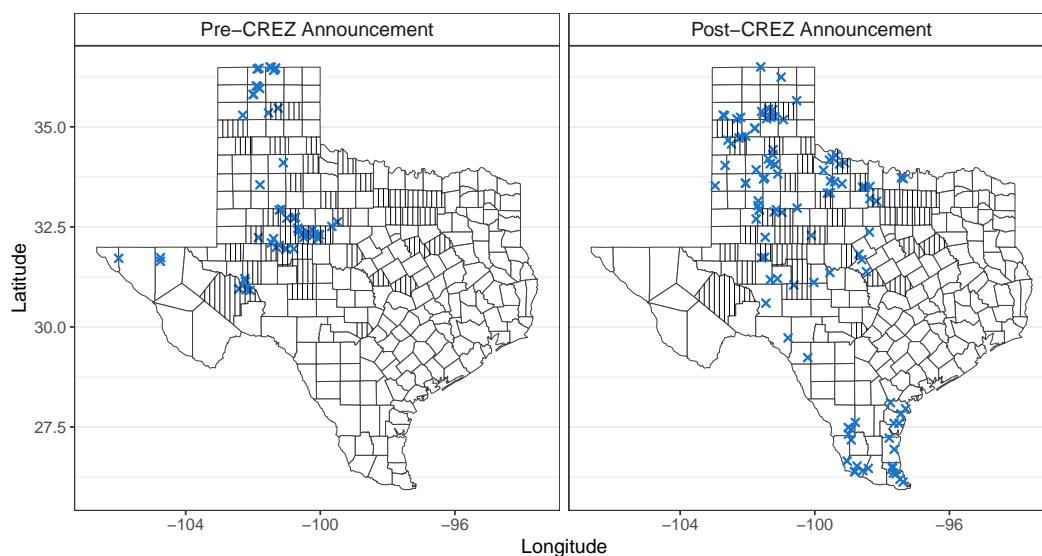 Pre−CREZ Announcement
Post−CREZ Announcement
Latitude
35.0
32.5
30.0
27.5
−104
−100
−96
−104
−100
−96
Longitude